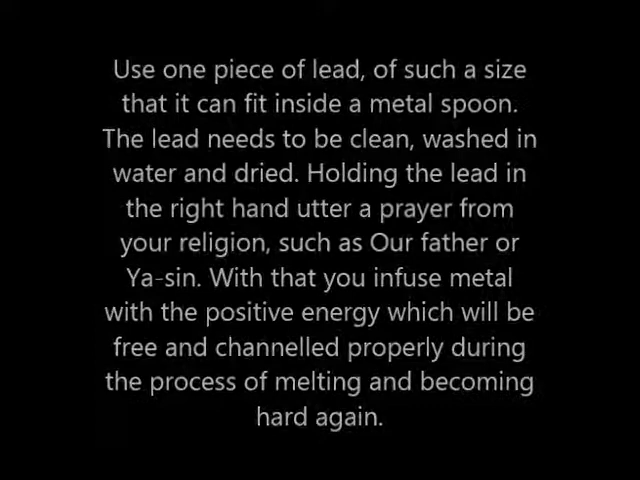 Use one piece of lead, of such a size
that it can fit inside a metal spoon.
The lead needs to be clean, washed in
water and dried. Holding the lead in
the right hand utter a prayer from
your religion, such as Our father or
Ya-sin. With that you infuse metal
with the positive energy which will be
free and channelled properly during
the process of melting and becoming
hard again.